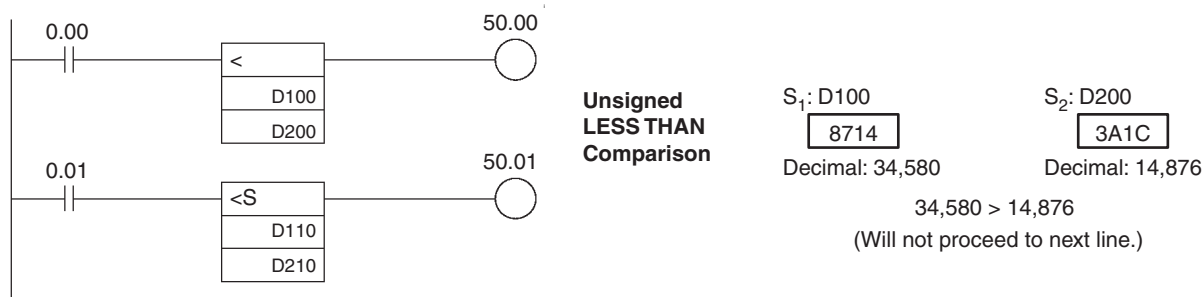 0.00
50.00
<
D100
D200
0.01
50.01
<S
D110
D210
Unsigned
LESS THAN
Comparison
S1: D100
S2: D200
8714
3A1C
Decimal: 34,580
Decimal: 14,876
34,580 > 14,876
(Will not proceed to next line.)